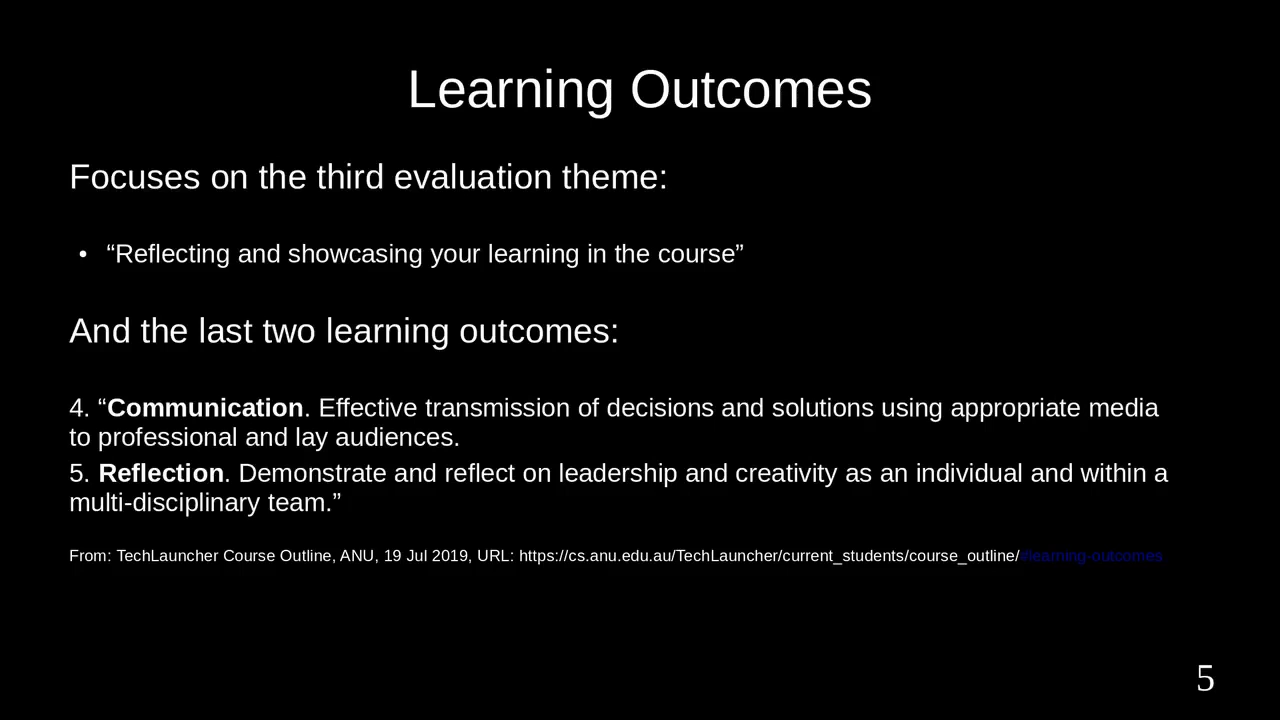 Learning Outcomes
Focuses on the third evaluation theme:
• “Reflecting and showcasing your learning in the course”
And the last two learning outcomes:
4. “Communication. Effective transmission of decisions and solutions using appropriate media
to professional and lay audiences.
5. Reflection. Demonstrate and reflect on leadership and creativity as an individual and within a
multi-disciplinary team.”
From: TechLauncher Course Outline, ANU, 19 Jul 2019, URL: https://cs.anu.edu.au/TechLauncher/current_students/course_outline/#learning-outcomes
5